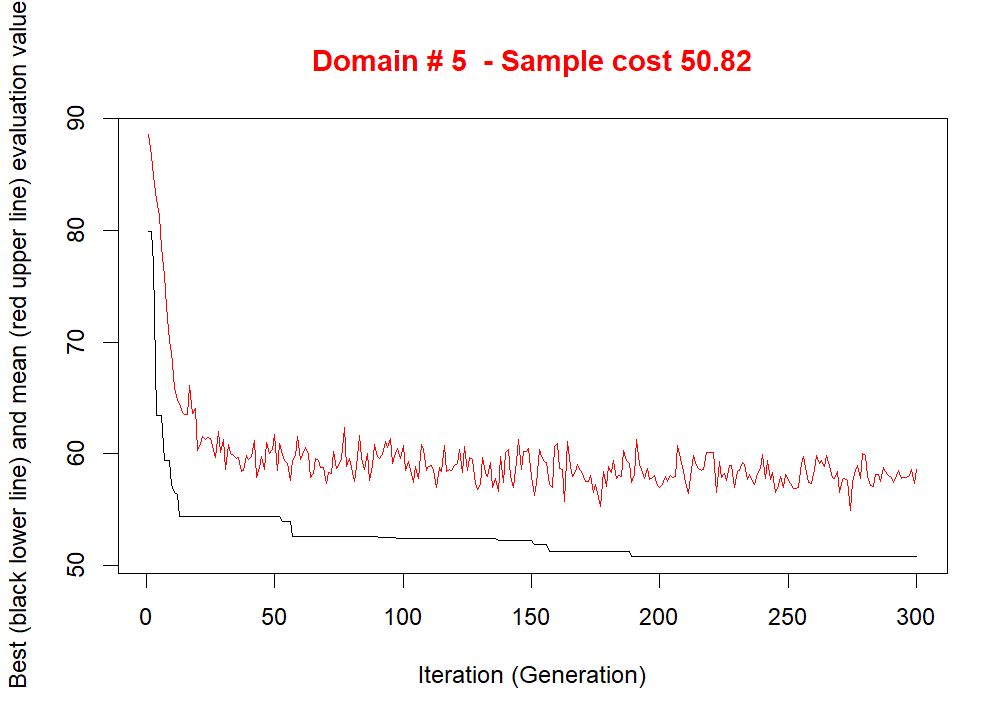 Domain # 5  - Sample cost 50.82
Best (black lower line) and mean (red upper line) evaluation value
90
80
70
60
50
0 50 100 150 200 250 300
Iteration (Generation)